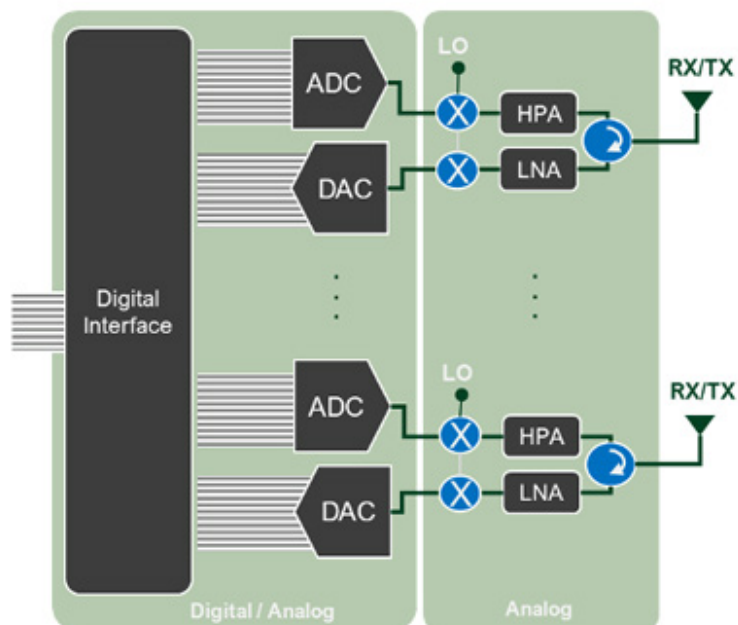 LO
RX/TX
ADC
HPA
DAC
LNA
Digital
Interface
LO
RX/TX
ADC
HPA
DAC
LNA
Digital / Analog
Analog